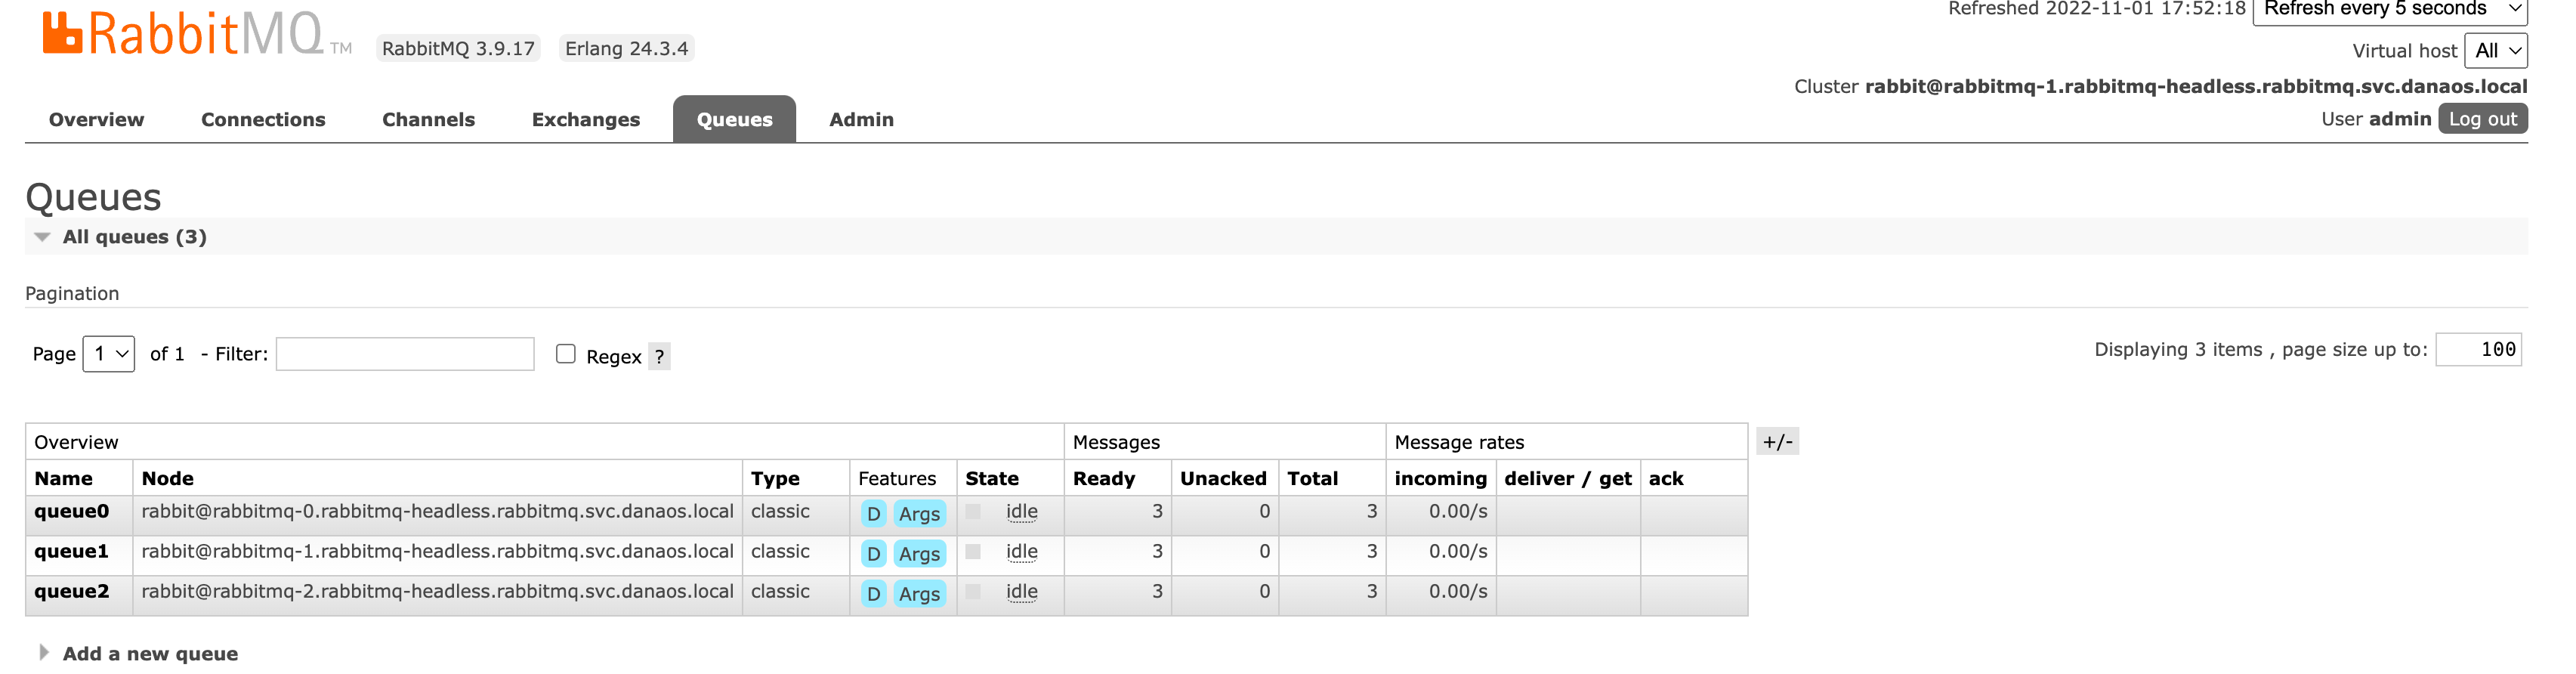 Refreshed 2022-11-01 17:52:18 Refresh every 5 seconds
RabbitMQ TM RabbitMQ 3.9.17 Erlang 24.3.4
Virtual host All
Cluster rabbit@rabbitmq-1.rabbitmq-headless.rabbitmq.svc.danaos.local
Overview Connections Channels Exchanges Queues Admin
User admin Log out
Queues
All queues (3)
Pagination
Page 1 of 1 - Filter: Regex ?
Displaying 3 items , page size up to: 100
Overview Messages Message rates +/-
Name Node Type Features State Ready Unacked Total incoming deliver / get ack
queue0 rabbit@rabbitmq-0.rabbitmq-headless.rabbitmq.svc.danaos.local classic D Args idle 3 0 3 0.00/s
queue1 rabbit@rabbitmq-1.rabbitmq-headless.rabbitmq.svc.danaos.local classic D Args idle 3 0 3 0.00/s
queue2 rabbit@rabbitmq-2.rabbitmq-headless.rabbitmq.svc.danaos.local classic D Args idle 3 0 3 0.00/s
Add a new queue